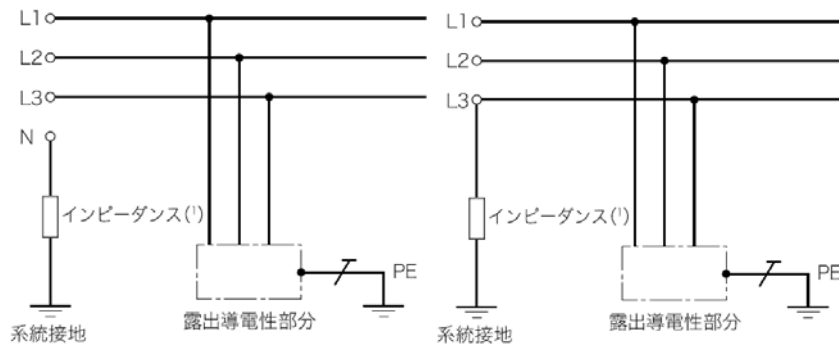 L1
L2
L3
N
インピーダンス(1)
PE
系統接地
露出導電性部分
L1
L2
L3
インピーダンス(1)
PE
系統接地
露出導電性部分